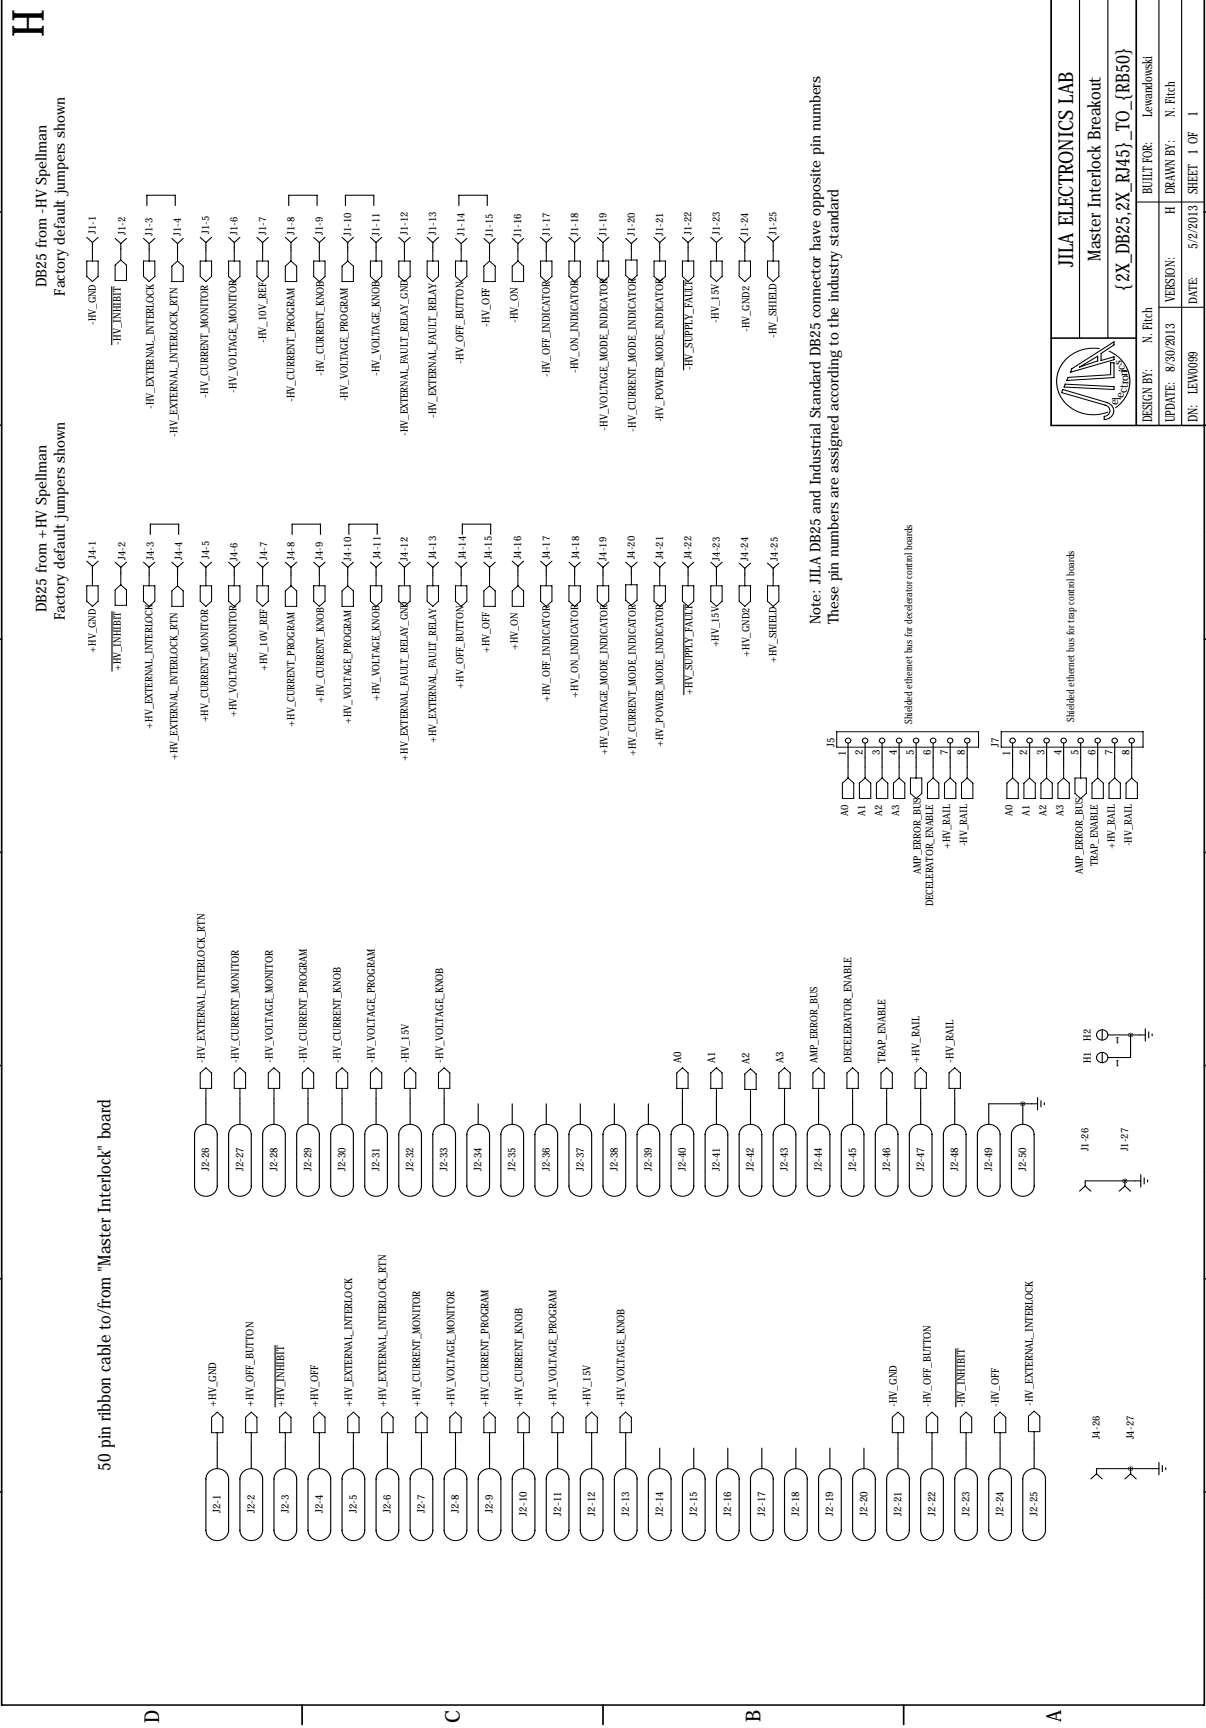 H
DB25 from +HV Spellman
Factory default jumpers shown
+HV_GND J4-1
+HV_INHIBIT J4-2
+HV_EXTERNAL_INTERLOCK J4-3
+HV_EXTERNAL_INTERLOCK_RTN J4-4
+HV_CURRENT_MONITOR J4-5
+HV_VOLTAGE_MONITOR J4-6
+HV_10V_REF J4-7
+HV_CURRENT_PROGRAM J4-8
+HV_CURRENT_KNOB J4-9
+HV_VOLTAGE_PROGRAM J4-10
+HV_VOLTAGE_KNOB J4-11
+HV_EXTERNAL_FAULT_RELAY_GND J4-12
+HV_EXTERNAL_FAULT_RELAY J4-13
+HV_OFF_BUTTON J4-14
+HV_OFF J4-15
+HV_ON J4-16
+HV_OFF_INDICATOR J4-17
+HV_ON_INDICATOR J4-18
+HV_VOLTAGE_MODE_INDICATOR J4-19
+HV_CURRENT_MODE_INDICATOR J4-20
+HV_POWER_MODE_INDICATOR J4-21
+HV_SUPPLY_FAULT J4-22
+HV_15V J4-23
+HV_GND2 J4-24
+HV_SHIELD J4-25
DB25 from -HV Spellman
Factory default jumpers shown
-HV_GND J1-1
-HV_INHIBIT J1-2
-HV_EXTERNAL_INTERLOCK J1-3
-HV_EXTERNAL_INTERLOCK_RTN J1-4
-HV_CURRENT_MONITOR J1-5
-HV_VOLTAGE_MONITOR J1-6
-HV_10V_REF J1-7
-HV_CURRENT_PROGRAM J1-8
-HV_CURRENT_KNOB J1-9
-HV_VOLTAGE_PROGRAM J1-10
-HV_VOLTAGE_KNOB J1-11
-HV_EXTERNAL_FAULT_RELAY_GND J1-12
-HV_EXTERNAL_FAULT_RELAY J1-13
-HV_OFF_BUTTON J1-14
-HV_OFF J1-15
-HV_ON J1-16
-HV_OFF_INDICATOR J1-17
-HV_ON_INDICATOR J1-18
-HV_VOLTAGE_MODE_INDICATOR J1-19
-HV_CURRENT_MODE_INDICATOR J1-20
-HV_POWER_MODE_INDICATOR J1-21
-HV_SUPPLY_FAULT J1-22
-HV_15V J1-23
-HV_GND2 J1-24
-HV_SHIELD J1-25
50 pin ribbon cable to/from "Master Interlock" board
J2-1 +HV_GND
J2-2 +HV_OFF_BUTTON
J2-3 +HV_INHIBIT
J2-4 +HV_OFF
J2-5 +HV_EXTERNAL_INTERLOCK
J2-6 +HV_EXTERNAL_INTERLOCK_RTN
J2-7 +HV_CURRENT_MONITOR
J2-8 +HV_VOLTAGE_MONITOR
J2-9 +HV_CURRENT_PROGRAM
J2-10 +HV_CURRENT_KNOB
J2-11 +HV_VOLTAGE_PROGRAM
J2-12 +HV_15V
J2-13 +HV_VOLTAGE_KNOB
J2-14
J2-15
J2-16
J2-17
J2-18
J2-19
J2-20
J2-21 -HV_GND
J2-22 -HV_OFF_BUTTON
J2-23 -HV_INHIBIT
J2-24 -HV_OFF
J2-25 -HV_EXTERNAL_INTERLOCK
J2-26 -HV_EXTERNAL_INTERLOCK_RTN
J2-27 -HV_CURRENT_MONITOR
J2-28 -HV_VOLTAGE_MONITOR
J2-29 -HV_CURRENT_PROGRAM
J2-30 -HV_CURRENT_KNOB
J2-31 -HV_VOLTAGE_PROGRAM
J2-32 -HV_15V
J2-33 -HV_VOLTAGE_KNOB
J2-34
J2-35
J2-36
J2-37
J2-38
J2-39
J2-40 A0
J2-41 A1
J2-42 A2
J2-43 A3
J2-44 AMP_ERROR_BUS
J2-45 DECELERATOR_ENABLE
J2-46 TRAP_ENABLE
J2-47 +HV_RAIL
J2-48 -HV_RAIL
J2-49
J2-50
J4-26
J4-27
J1-26
J1-27
H1 H2
1 1
Note: JILA DB25 and Industrial Standard DB25 connector have opposite pin numbers
These pin numbers are assigned according to the industry standard
J5
A0 1
A1 2
A2 3
A3 4
AMP_ERROR_BUS 5
DECELERATOR_ENABLE 6
+HV_RAIL 7
-HV_RAIL 8
Shielded ethernet bus for decelerator control boards
J7
A0 1
A1 2
A2 3
A3 4
AMP_ERROR_BUS 5
TRAP_ENABLE 6
+HV_RAIL 7
-HV_RAIL 8
Shielded ethernet bus for trap control boards
D
C
B
A
JILA
electronics
JILA ELECTRONICS LAB
Master Interlock Breakout
{2X_DB25,2X_RJ45}_TO_{RB50}
DESIGN BY: N. Fitch BUILT FOR: Lewandowski
UPDATE: 8/30/2013 VERSION: H DRAWN BY: N. Fitch
DN: LEW0099 DATE: 5/2/2013 SHEET 1 OF 1